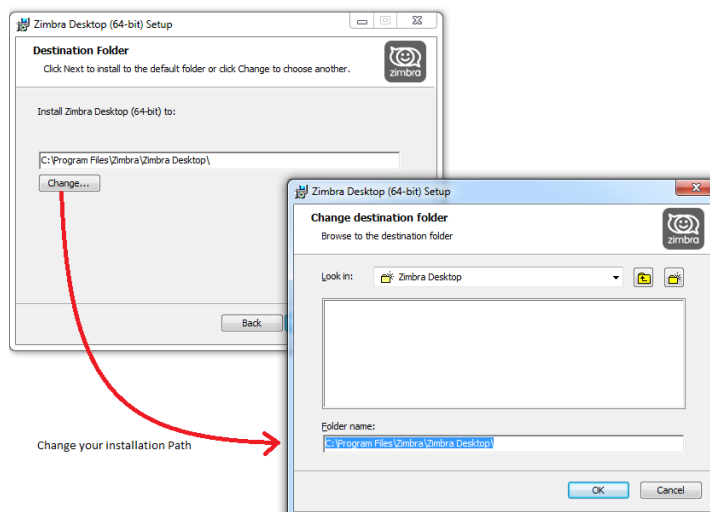 Zimbra Desktop (64-bit) Setup
Destination Folder
Click Next to install to the default folder or click Change to choose another.
zimbra
Install Zimbra Desktop (64-bit) to:
C:\Program Files\Zimbra\Zimbra Desktop\
Change...
Back
Zimbra Desktop (64-bit) Setup
Change destination folder
Browse to the destination folder
zimbra
Look in:
Zimbra Desktop
Folder name:
C:\Program Files\Zimbra\Zimbra Desktop\
OK
Cancel
Change your installation Path